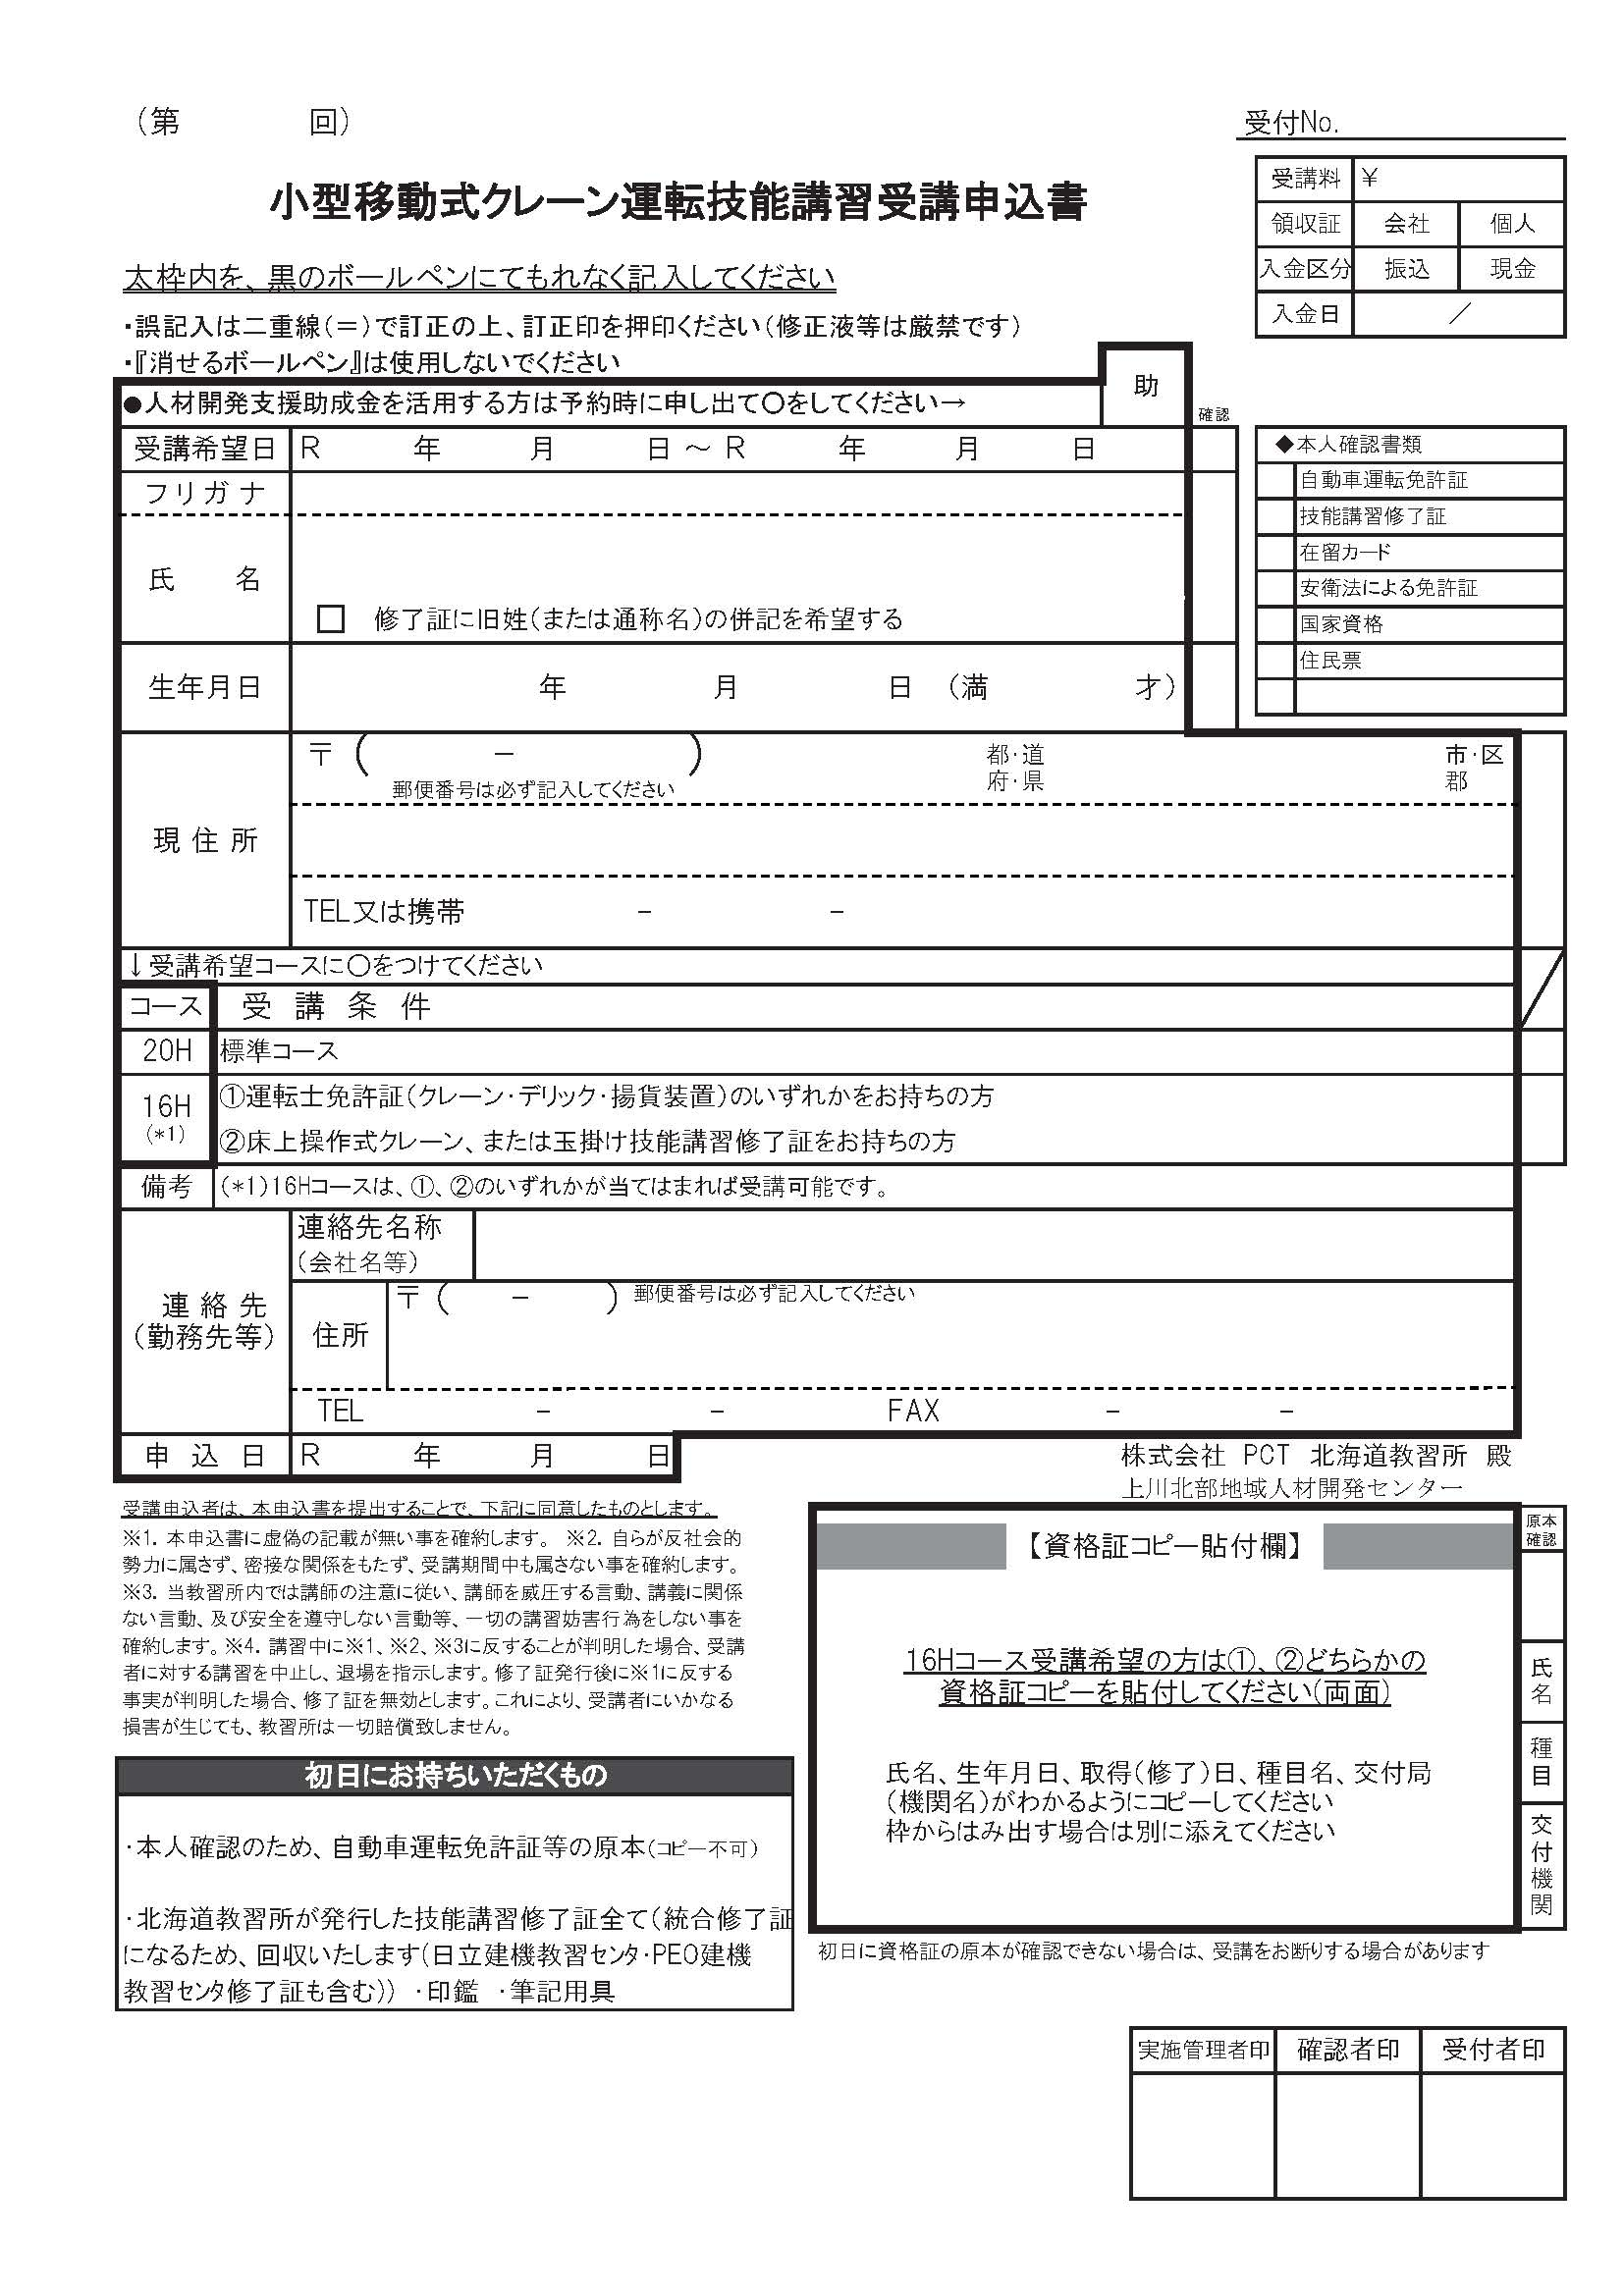 （第　　　　回）
受付No.
小型移動式クレーン運転技能講習受講申込書
受講料　￥
領収証　会社　個人
入金区分　振込　現金
入金日　／
太枠内を、黒のボールペンにてもれなく記入してください
・誤記入は二重線（＝）で訂正の上、訂正印を押印ください（修正液等は厳禁です）
・『消せるボールペン』は使用しないでください
●人材開発支援助成金を活用する方は予約時に申し出て〇をしてください→
助
確認
受講希望日　R　年　月　日　～　R　年　月　日
フリガナ
氏　名
□　修了証に旧姓（または通称名）の併記を希望する
生年月日　年　月　日　（満　才）
◆本人確認書類
自動車運転免許証
技能講習修了証
在留カード
安衛法による免許証
国家資格
住民票
現住所
〒（　－　）　都・道　市・区
郵便番号は必ず記入してください　府・県　郡
TEL又は携帯　－　－
↓受講希望コースに〇をつけてください
コース　受講条件
20H　標準コース
16H
(*1)
①運転士免許証（クレーン・デリック・揚貨装置）のいずれかをお持ちの方
②床上操作式クレーン、または玉掛け技能講習修了証をお持ちの方
備考　(*1)16Hコースは、①、②のいずれかが当てはまれば受講可能です。
連絡先
（勤務先等）
連絡先名称
（会社名等）
住所
〒（　－　）郵便番号は必ず記入してください
TEL　－　－　FAX　－　－
申込日　R　年　月　日
株式会社　PCT　北海道教習所　殿
上川北部地域人材開発センター
受講申込者は、本申込書を提出することで、下記に同意したものとします。
※1. 本申込書に虚偽の記載が無い事を確約します。　※2. 自らが反社会的
勢力に属さず、密接な関係をもたず、受講期間中も属さない事を確約します。
※3. 当教習所内では講師の注意に従い、講師を威圧する言動、講義に関係
ない言動、及び安全を遵守しない言動等、一切の講習妨害行為をしない事を
確約します。※4. 講習中に※1、※2、※3に反することが判明した場合、受講
者に対する講習を中止し、退場を指示します。修了証発行後に※1に反する
事実が判明した場合、修了証を無効とします。これにより、受講者にいかなる
損害が生じても、教習所は一切賠償致しません。
初日にお持ちいただくもの
・本人確認のため、自動車運転免許証等の原本（コピー不可）
・北海道教習所が発行した技能講習修了証全て（統合修了証
になるため、回収いたします（日立建機教習センタ・PEO建機
教習センタ修了証も含む））　・印鑑　・筆記用具
【資格証コピー貼付欄】
16Hコース受講希望の方は①、②どちらかの
資格証コピーを貼付してください（両面）
氏名、生年月日、取得（修了）日、種目名、交付局
（機関名）がわかるようにコピーしてください
枠からはみ出す場合は別に添えてください
原本
確認
氏名
種目
交付機関
初日に資格証の原本が確認できない場合は、受講をお断りする場合があります
実施管理者印　確認者印　受付者印